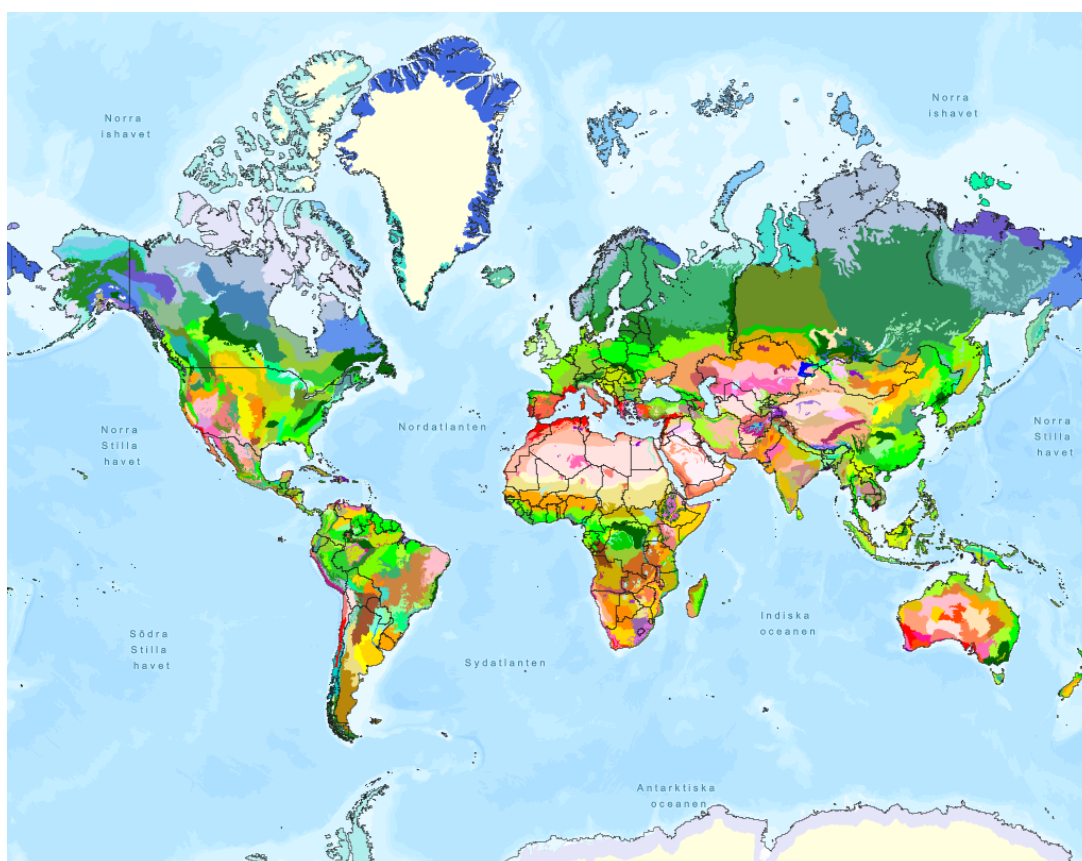 Norra
ishavet
Norra
ishavet
Norra
Stilla
havet
Nordatlanten
Norra
Stilla
havet
Södra
Stilla
havet
Sydatlanten
Indiska
oceanen
Antarktiska
oceanen